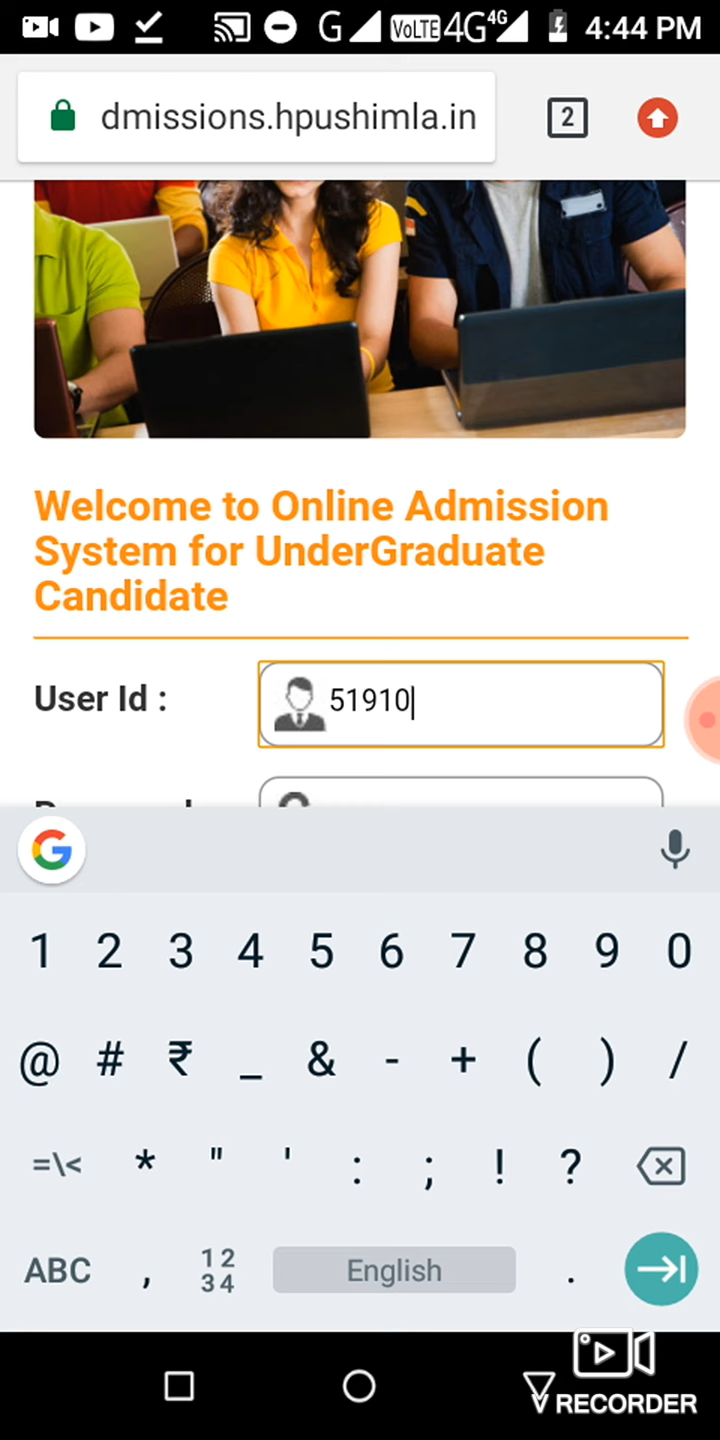 G VoLTE 4G 4G 4:44 PM
dmissions.hpushimla.in 2
Welcome to Online Admission
System for UnderGraduate
Candidate
User Id : 51910
G
1 2 3 4 5 6 7 8 9 0
@ # ₹ _ & - + ( ) /
=\< * " ' : ; ! ?
ABC , 12 34 English .
V RECORDER